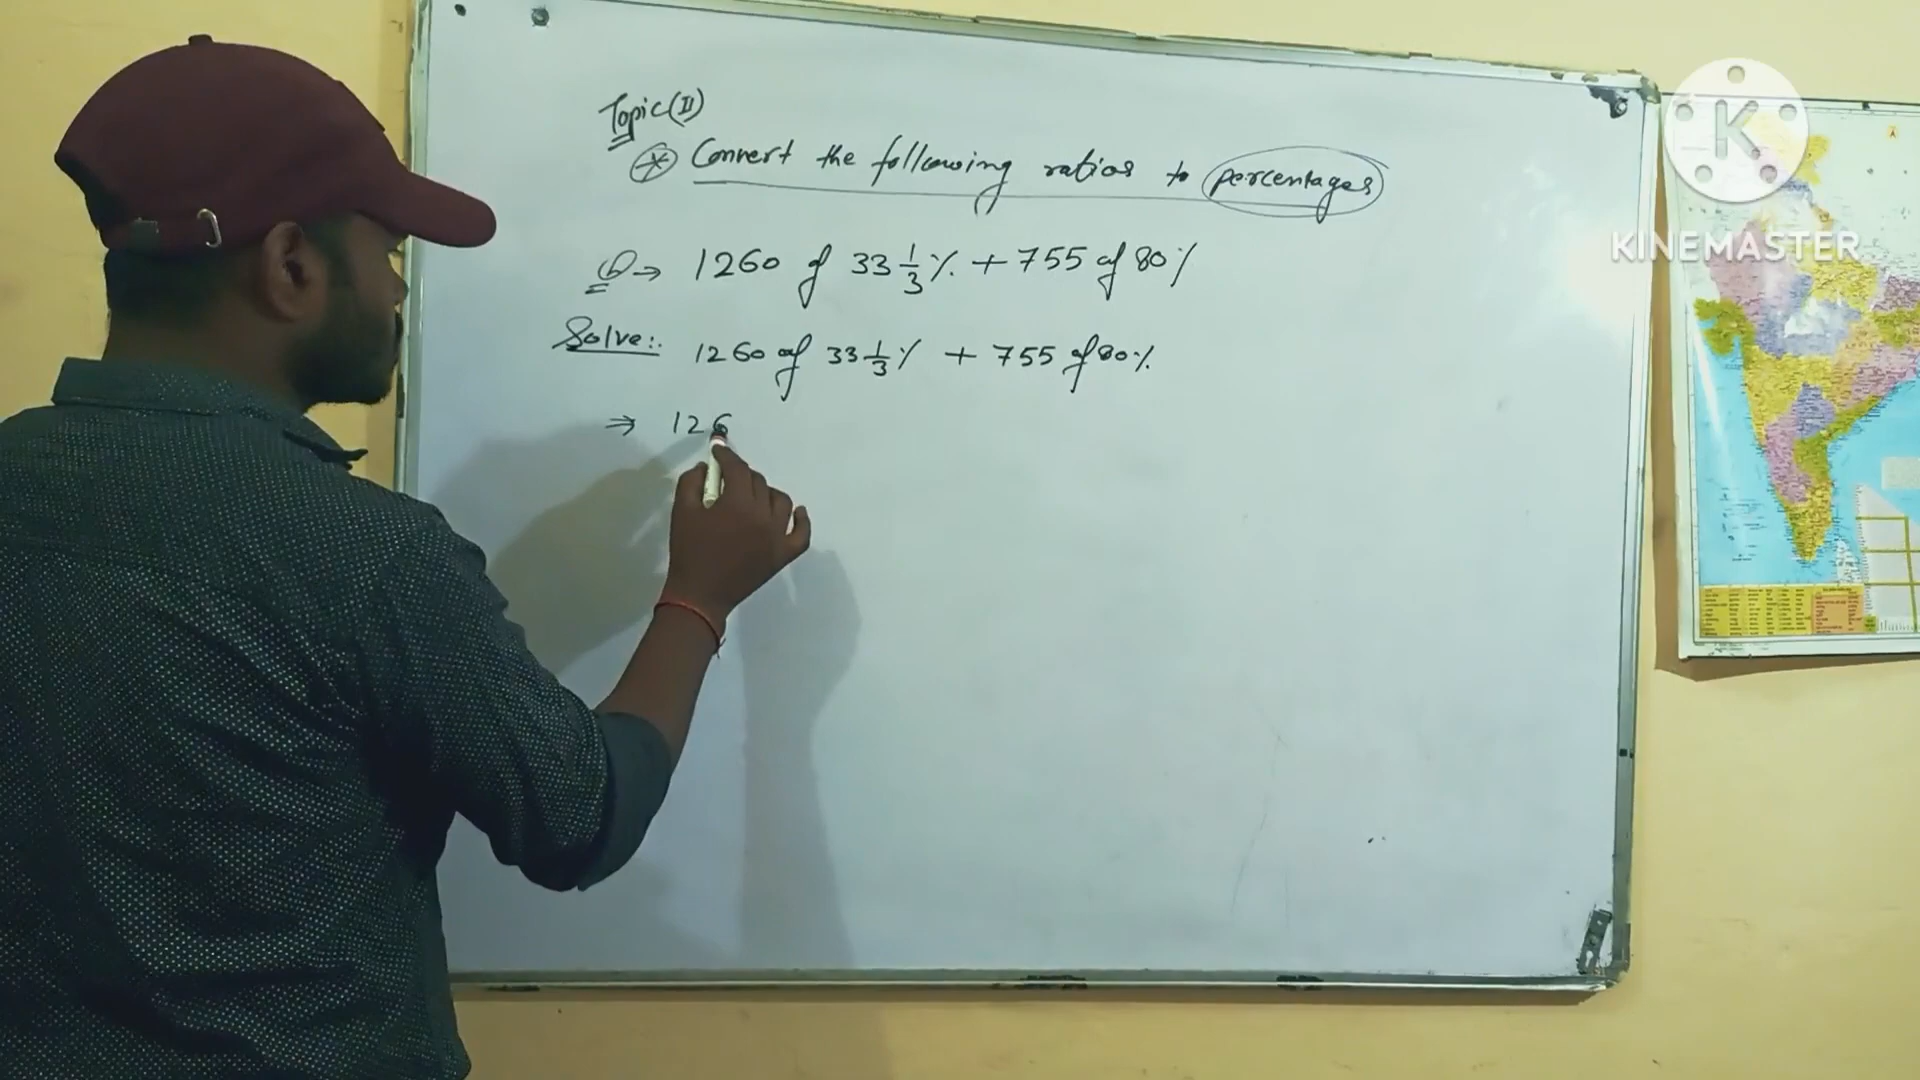 Topic (II)
* Convert the following ratios to percentages
Q → 1260 of 33 1/3 % + 755 of 80%
Solve:. 1260 of 33 1/3 % + 755 of 80%
⇒ 126
K
KINEMASTER